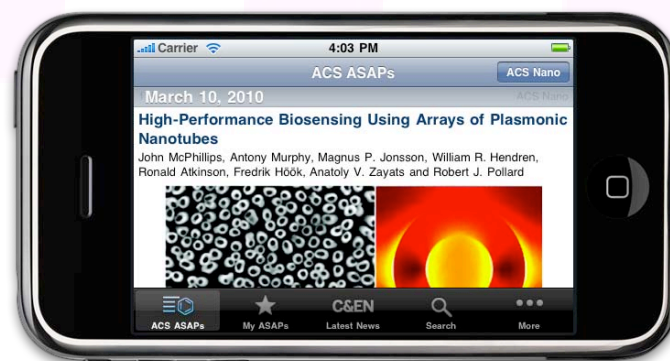 Carrier 4:03 PM
ACS ASAPs ACS Nano
March 10, 2010 ACS Nano
High-Performance Biosensing Using Arrays of Plasmonic
Nanotubes
John McPhillips, Antony Murphy, Magnus P. Jonsson, William R. Hendren,
Ronald Atkinson, Fredrik Höök, Anatoly V. Zayats and Robert J. Pollard
C&EN
ACS ASAPs My ASAPs Latest News Search More